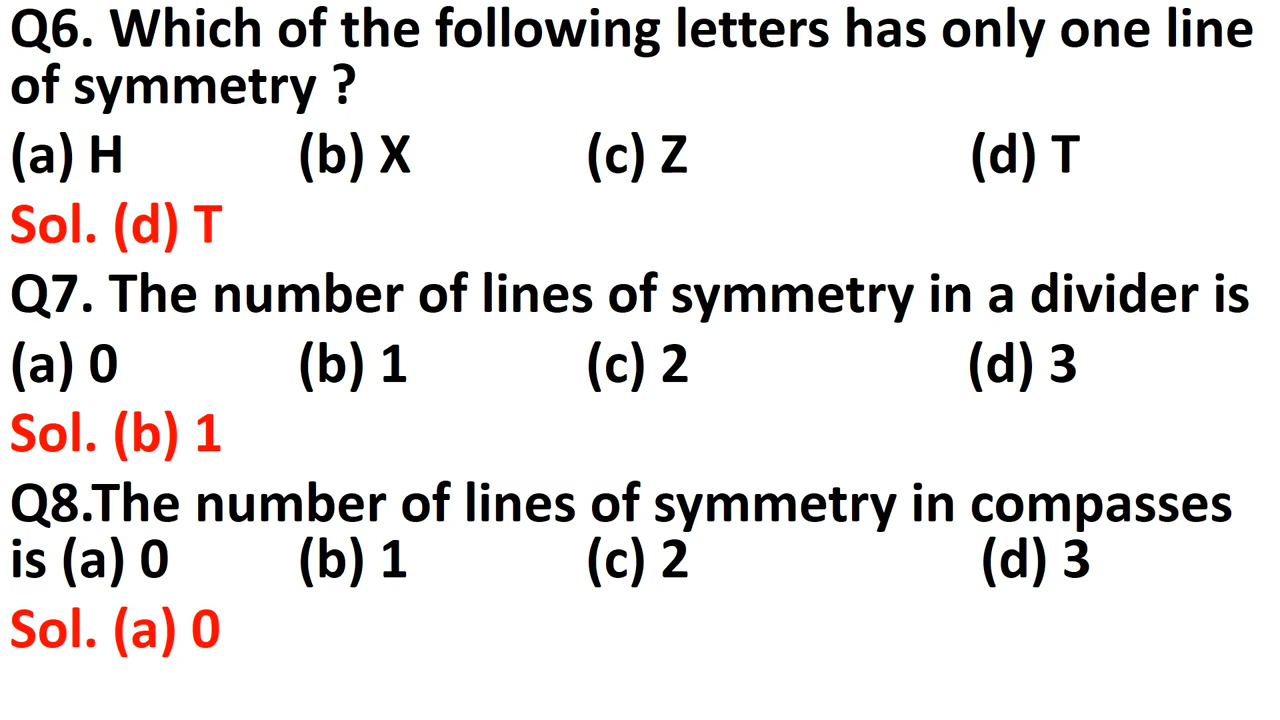 Q6. Which of the following letters has only one line
of symmetry ?
(a) H (b) X (c) Z (d) T
Sol. (d) T
Q7. The number of lines of symmetry in a divider is
(a) 0 (b) 1 (c) 2 (d) 3
Sol. (b) 1
Q8.The number of lines of symmetry in compasses
is (a) 0 (b) 1 (c) 2 (d) 3
Sol. (a) 0